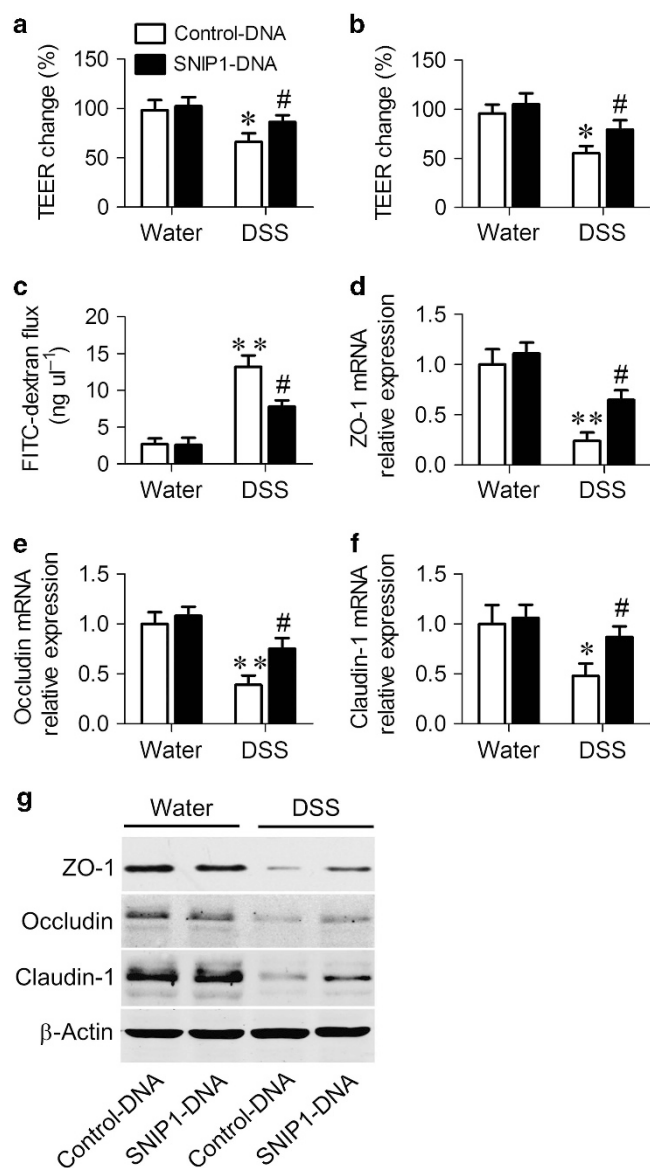 a
Control-DNA
SNIP1-DNA
TEER change (%)
150
100
50
0
*
#
Water
DSS
b
TEER change (%)
150
100
50
0
*
#
Water
DSS
c
FITC-dextran flux
(ng ul⁻¹)
20
15
10
5
0
**
#
Water
DSS
d
ZO-1 mRNA
relative expression
1.5
1.0
0.5
0.0
**
#
Water
DSS
e
Occludin mRNA
relative expression
1.5
1.0
0.5
0.0
**
#
Water
DSS
f
Claudin-1 mRNA
relative expression
1.5
1.0
0.5
0.0
*
#
Water
DSS
g
Water
DSS
ZO-1
Occludin
Claudin-1
β-Actin
Control-DNA
SNIP1-DNA
Control-DNA
SNIP1-DNA